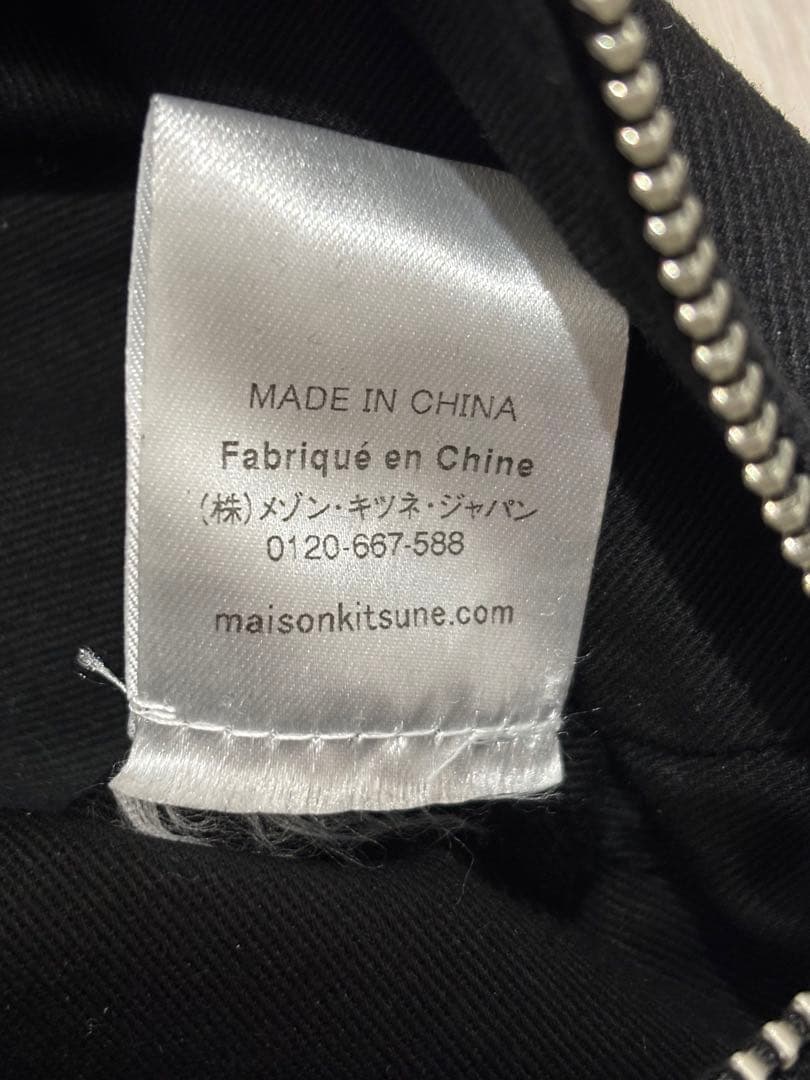 MADE IN CHINA
Fabriqué en Chine
(株)メゾン・キツネ・ジャパン
0120-667-588
maisonkitsune.com